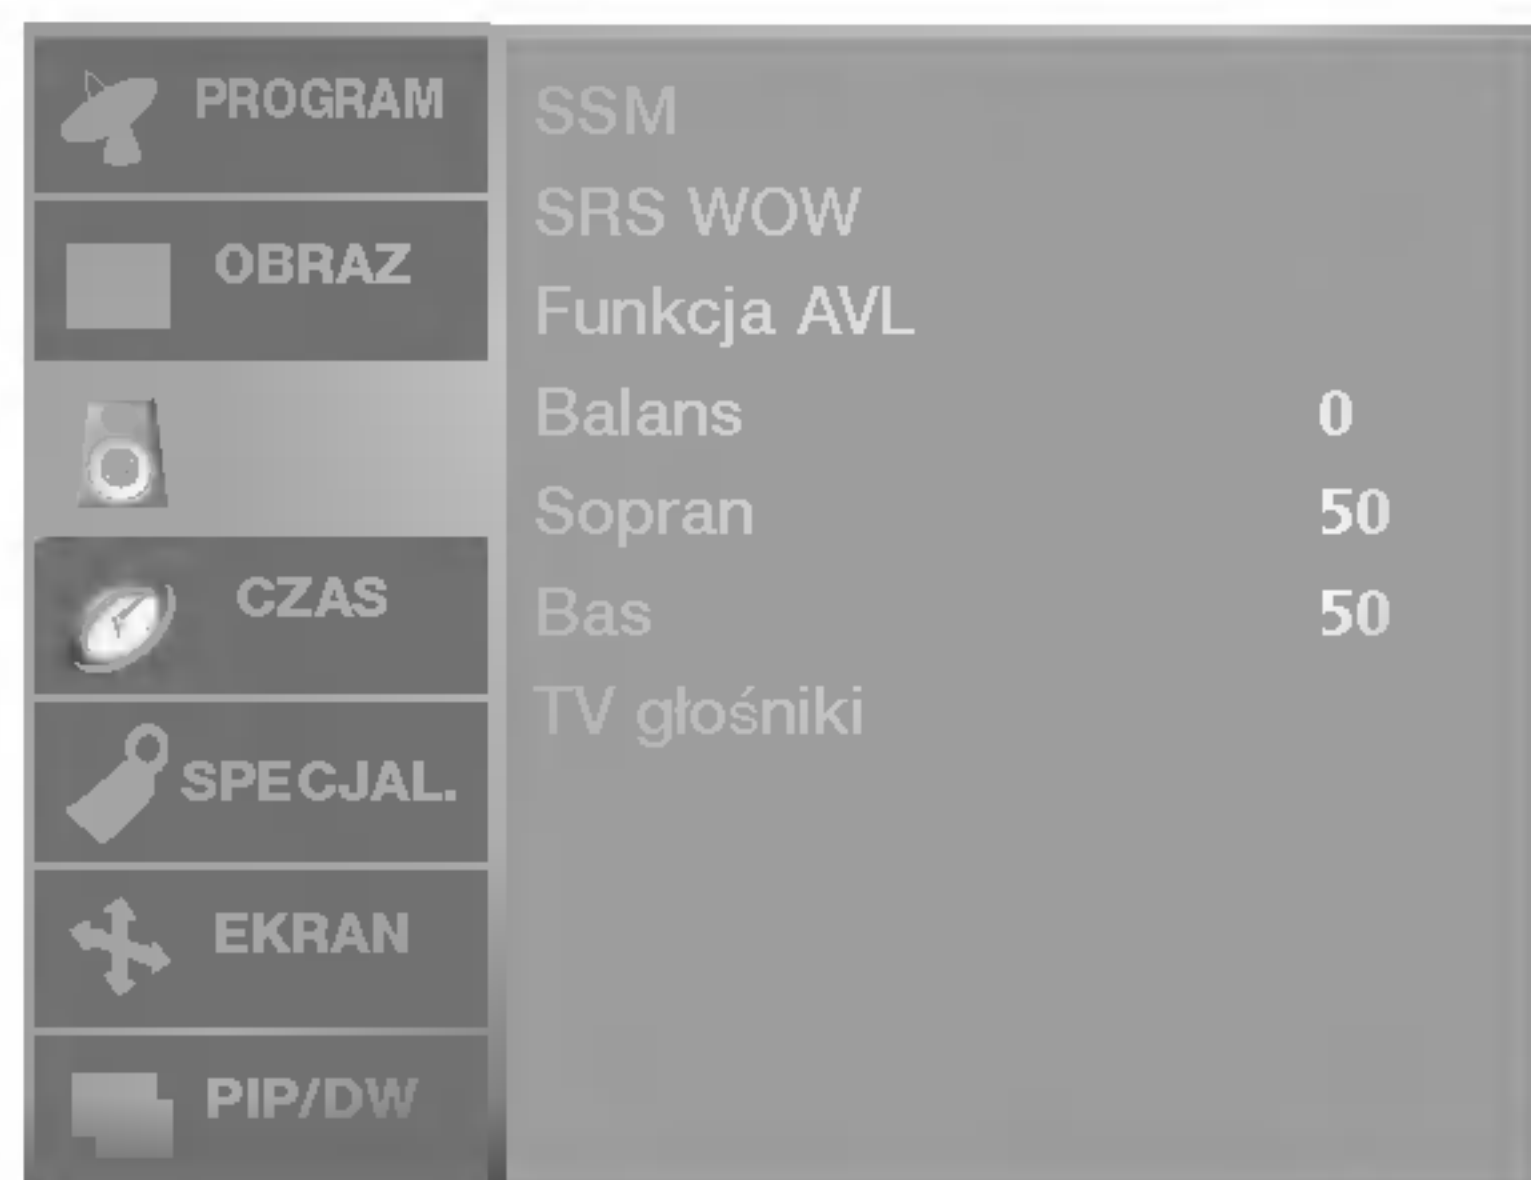 PROGRAM
OBRAZ
CZAS
SPECJAL.
EKRAN
PIP/DW
SSM
SRS WOW
Funkcja AVL
Balans 0
Sopran 50
Bas 50
TV głośniki